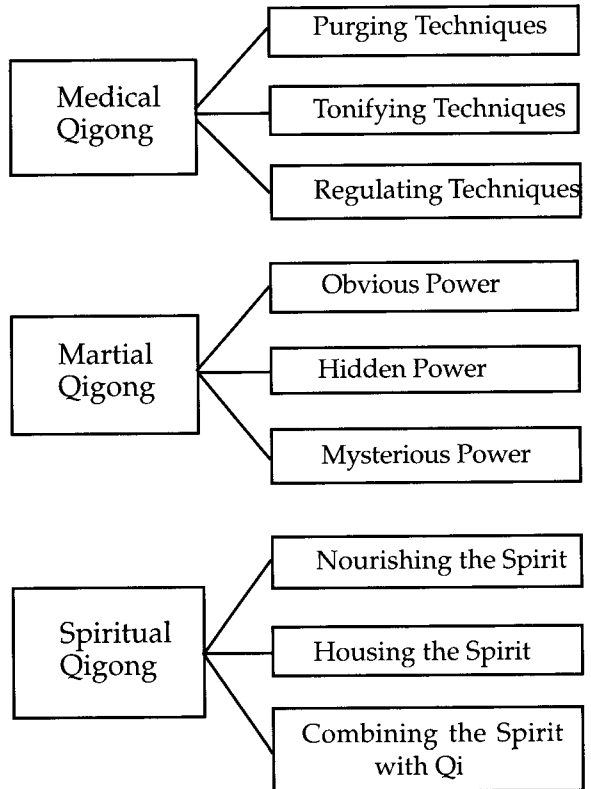 Medical
Qigong
Purging Techniques
Tonifying Techniques
Regulating Techniques
Martial
Qigong
Obvious Power
Hidden Power
Mysterious Power
Spiritual
Qigong
Nourishing the Spirit
Housing the Spirit
Combining the Spirit
with Qi